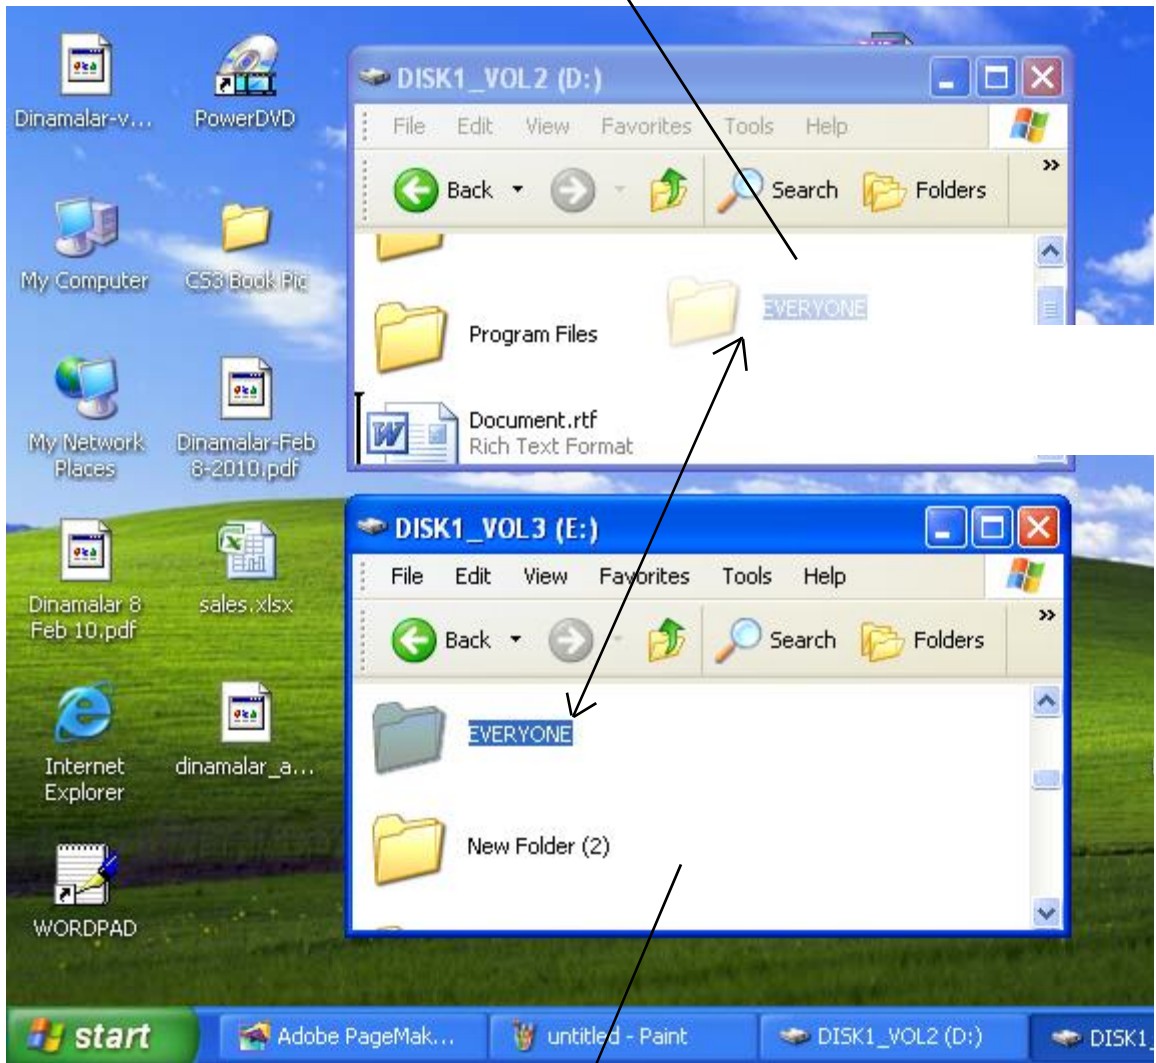 Dinamalar-v...
PowerDVD
My Computer
CS3 Book Pic
My Network
Places
Dinamalar-Feb
8-2010.pdf
Dinamalar 8
Feb 10.pdf
sales.xlsx
Internet
Explorer
dinamalar_a...
WORDPAD
DISK1_VOL2 (D:)
File Edit View Favorites Tools Help
Back Search Folders »
EVERYONE
Program Files
Document.rtf
Rich Text Format
DISK1_VOL3 (E:)
File Edit View Favorites Tools Help
Back Search Folders »
EVERYONE
New Folder (2)
start Adobe PageMak... untitled - Paint DISK1_VOL2 (D:) DISK1_